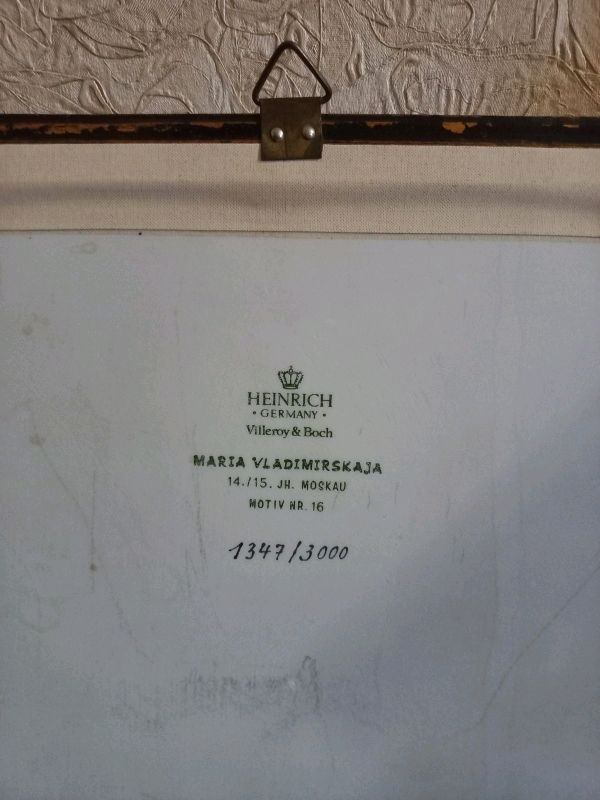 HEINRICH
• GERMANY •
Villeroy & Boch
MARIA VLADIMIRSKAJA
14./15. JH. MOSKAU
MOTIV NR. 16
1347/3000